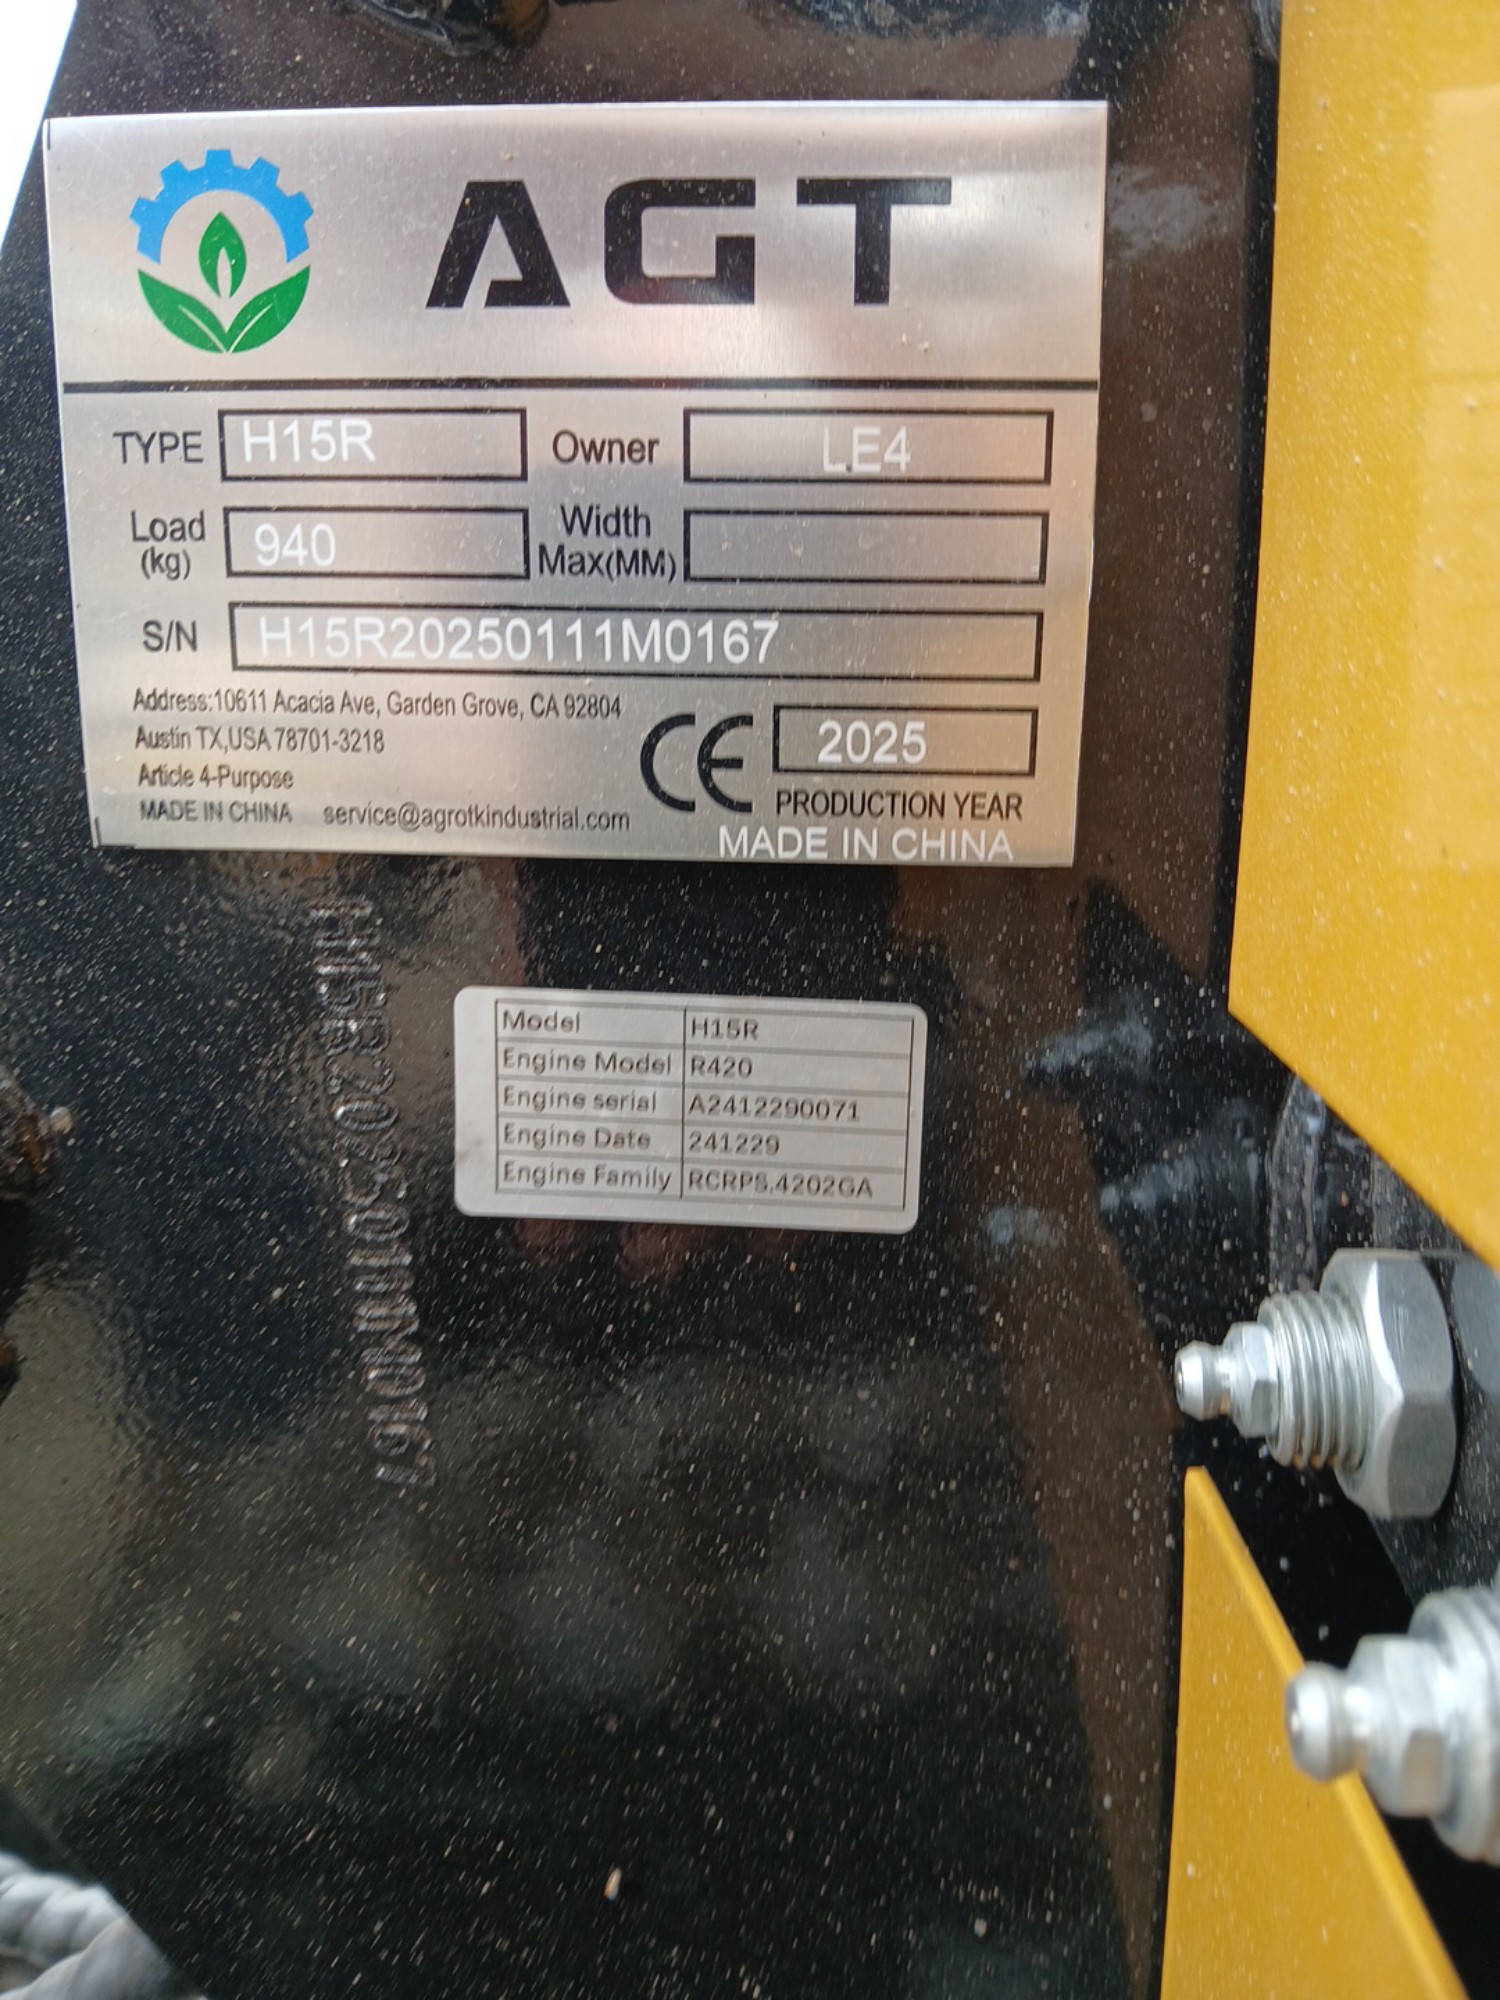 AGT
TYPE H15R Owner LE4
Load (kg) 940 Width Max(MM)
S/N H15R20250111M0167
Address:10611 Acacia Ave, Garden Grove, CA 92804
Austin TX,USA 78701-3218
Article 4-Purpose
MADE IN CHINA service@agrotkindustrial.com
CE 2025
PRODUCTION YEAR
MADE IN CHINA
H15R20250111M0167
Model H15R
Engine Model R420
Engine serial A2412290071
Engine Date 241229
Engine Family RCRPS.4202GA